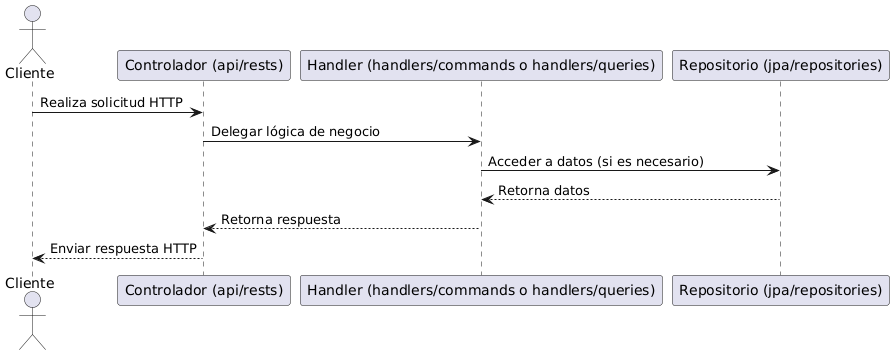 Cliente
Controlador (api/rests)
Handler (handlers/commands o handlers/queries)
Repositorio (jpa/repositories)
Realiza solicitud HTTP
Delegar lógica de negocio
Acceder a datos (si es necesario)
Retorna datos
Retorna respuesta
Enviar respuesta HTTP
Cliente
Controlador (api/rests)
Handler (handlers/commands o handlers/queries)
Repositorio (jpa/repositories)